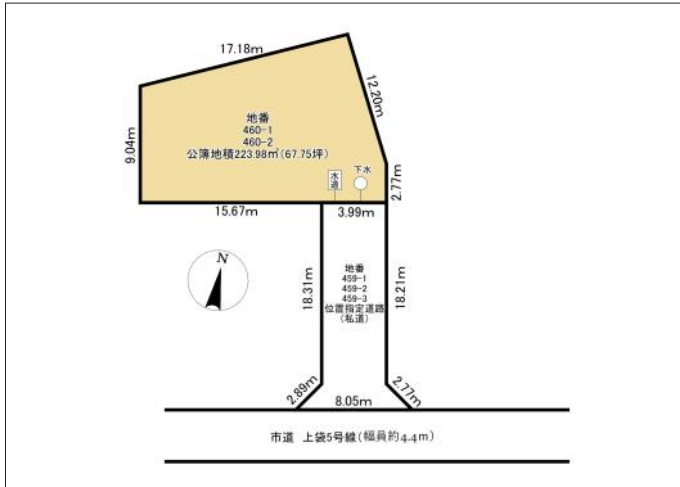 17.18m
12.20m
9.04m
地番
460-1
460-2
公簿地積223.98㎡(67.75坪)
水道
下水
2.77m
15.67m
3.99m
N
18.31m
地番
459-1
459-2
459-3
位置指定道路
(私道)
18.21m
2.89m
2.77m
8.05m
市道 上袋5号線(幅員約4.4m)